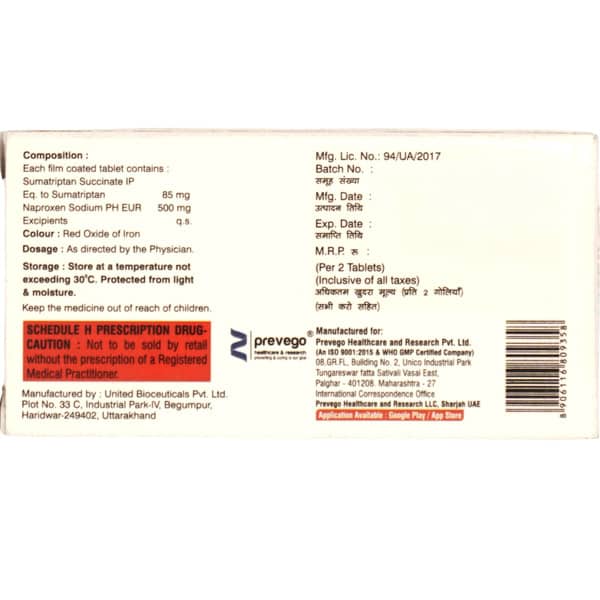 Composition :
Each film coated tablet contains :
Sumatriptan Succinate IP
Eq. to Sumatriptan 85 mg
Naproxen Sodium PH EUR 500 mg
Excipients q.s.
Colour : Red Oxide of Iron
Dosage : As directed by the Physician.
Storage : Store at a temperature not
exceeding 30°C. Protected from light
& moisture.
Keep the medicine out of reach of children.
SCHEDULE H PRESCRIPTION DRUG-
CAUTION : Not to be sold by retail
without the prescription of a Registered
Medical Practitioner.
Manufactured by : United Bioceuticals Pvt. Ltd.
Plot No. 33 C, Industrial Park-IV, Begumpur,
Haridwar-249402, Uttarakhand
Mfg. Lic. No.: 94/UA/2017
Batch No. :
समूह संख्या
Mfg. Date :
उत्पादन तिथि
Exp. Date :
समाप्ति तिथि
M.R.P. रू :
(Per 2 Tablets)
(Inclusive of all taxes)
अधिकतम खुदरा मूल्य (प्रति 2 गोलियाँ)
(सभी करो सहित)
prevego®
healthcare & research
Manufactured for:
Prevego Healthcare and Research Pvt. Ltd.
(An ISO 9001:2015 & WHO GMP Certified Company)
08.GR.FL, Building No.2, Unico Industrial Park
Tungareswar fatta Sativali Vasai East,
Palghar - 401208. Maharashtra - 27
International Correspondence Office
Prevego Healthcare and Research LLC, Sharjah UAE
Application Available : Google Play / App Store
8906116809358